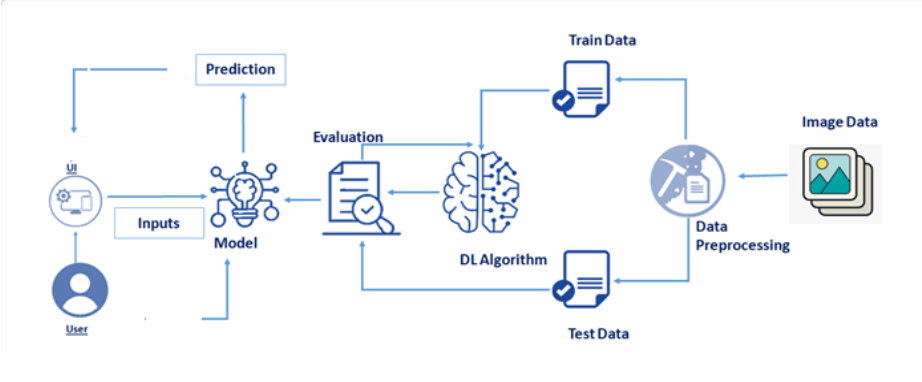 Train Data
Prediction
Image Data
Evaluation
UI
Inputs
Model
Data
Preprocessing
DL Algorithm
User
Test Data